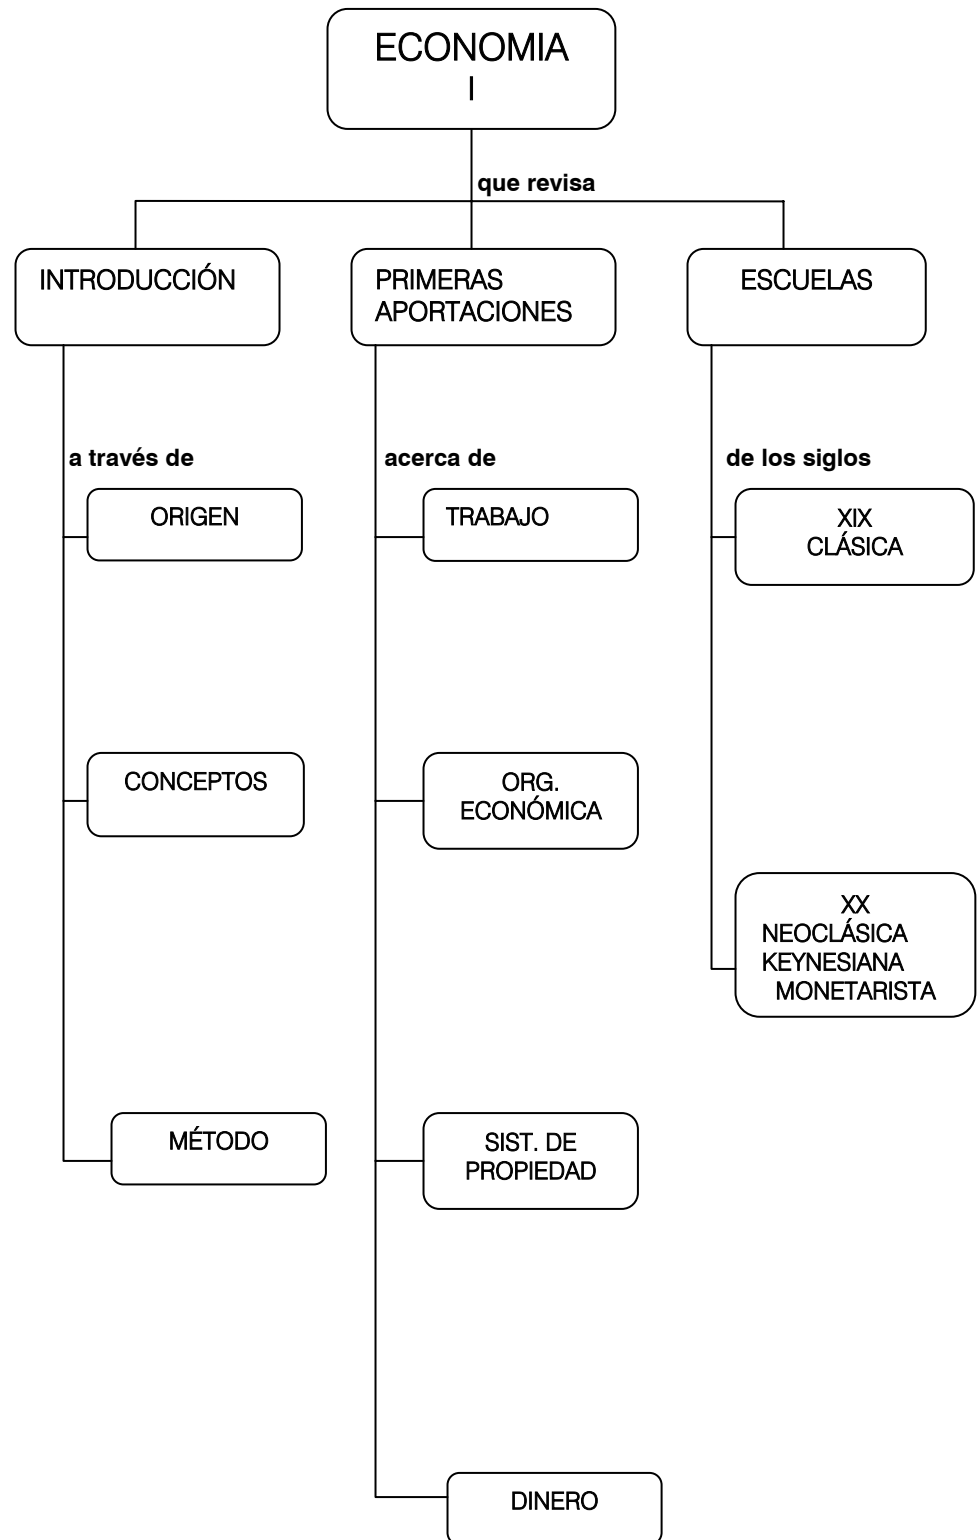 ECONOMIA
I
que revisa
INTRODUCCIÓN
PRIMERAS
APORTACIONES
ESCUELAS
a través de
acerca de
de los siglos
ORIGEN
TRABAJO
XIX
CLÁSICA
CONCEPTOS
ORG.
ECONÓMICA
XX
NEOCLÁSICA
KEYNESIANA
MONETARISTA
MÉTODO
SIST. DE
PROPIEDAD
DINERO